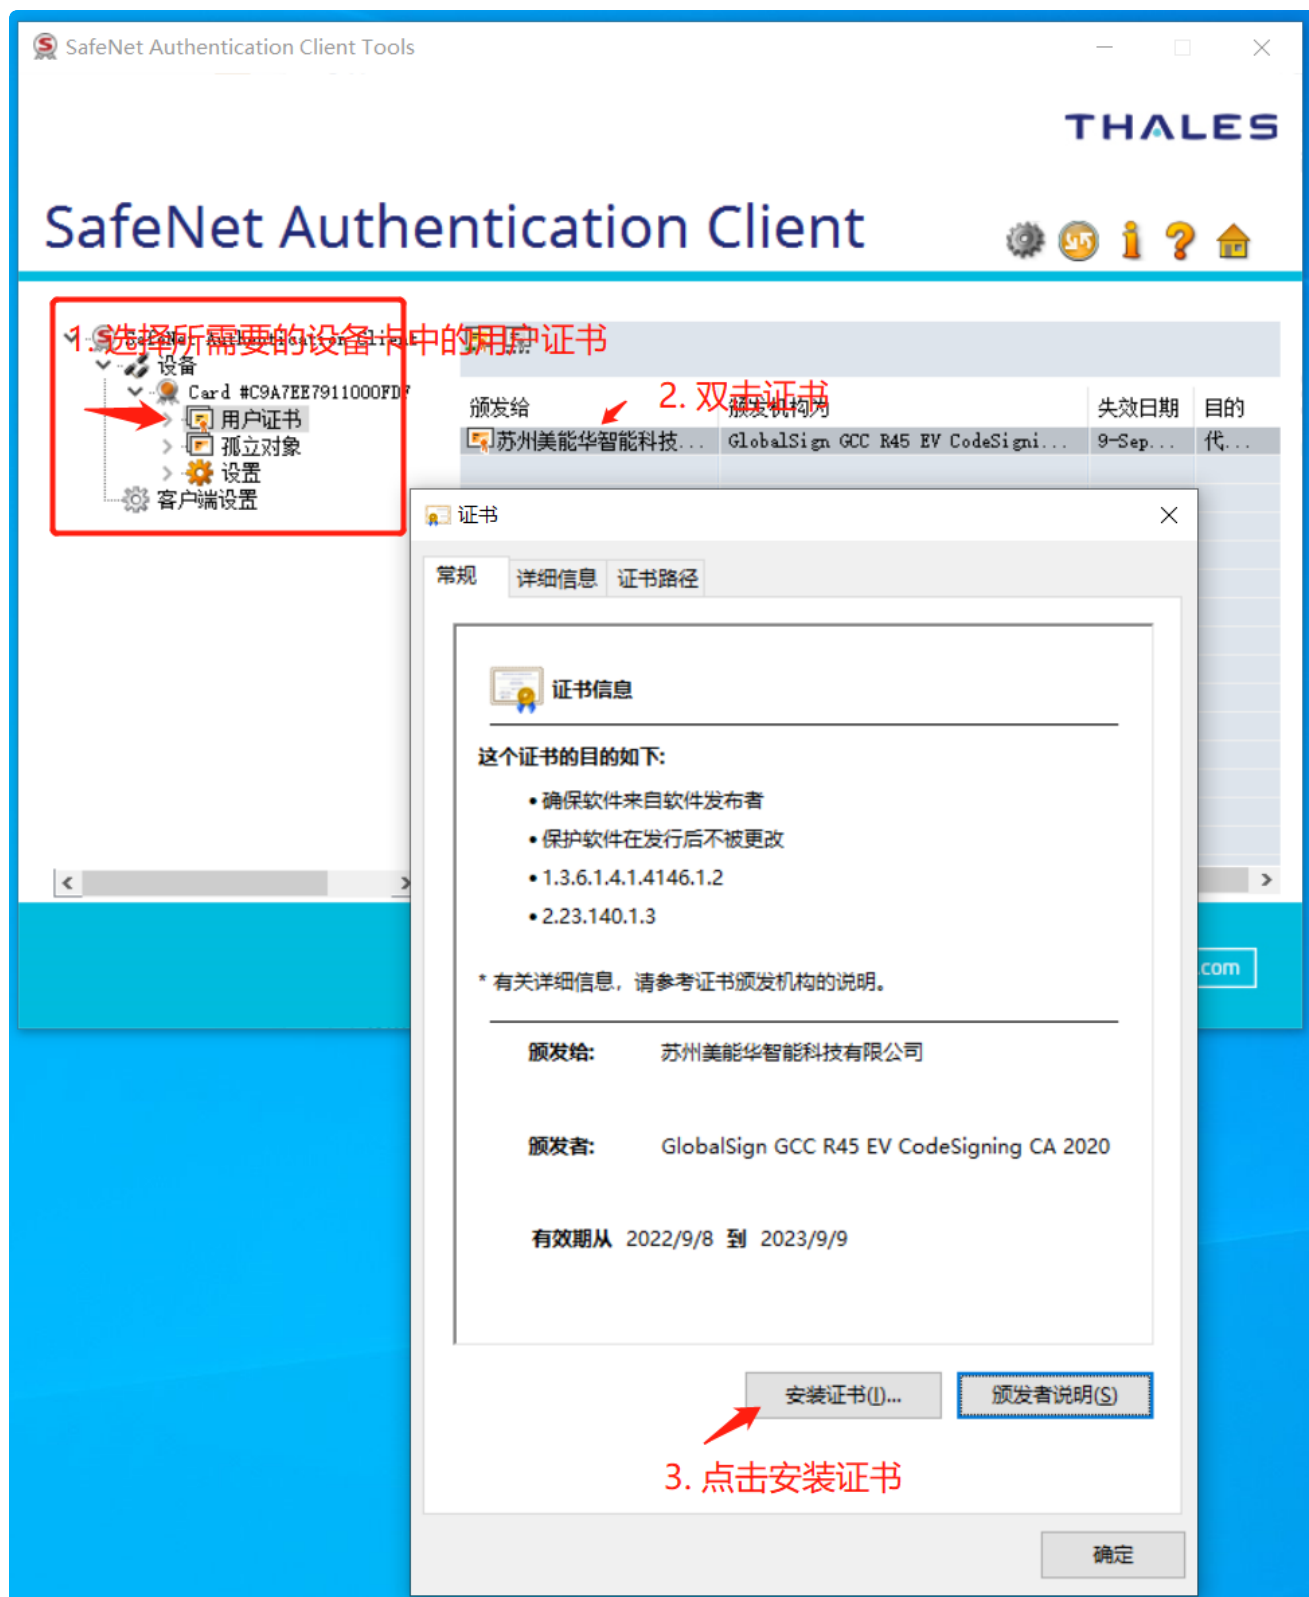 SafeNet Authentication Client Tools
THALES
SafeNet Authentication Client
1. 选择所需要的设备卡中的用户证书
SafeNet Authentication Client
设备
Card #C9A7EE7911000FDF
用户证书
孤立对象
设置
客户端设置
2. 双击证书
颁发给 颁发机构为 失效日期 目的
苏州美能华智能科技... GlobalSign GCC R45 EV CodeSigni... 9-Sep... 代...
证书
常规 详细信息 证书路径
证书信息
这个证书的目的如下:
• 确保软件来自软件发布者
• 保护软件在发行后不被更改
• 1.3.6.1.4.1.4146.1.2
• 2.23.140.1.3
* 有关详细信息，请参考证书颁发机构的说明。
颁发给: 苏州美能华智能科技有限公司
颁发者: GlobalSign GCC R45 EV CodeSigning CA 2020
有效期从 2022/9/8 到 2023/9/9
安装证书(I)... 颁发者说明(S)
3. 点击安装证书
确定
.com